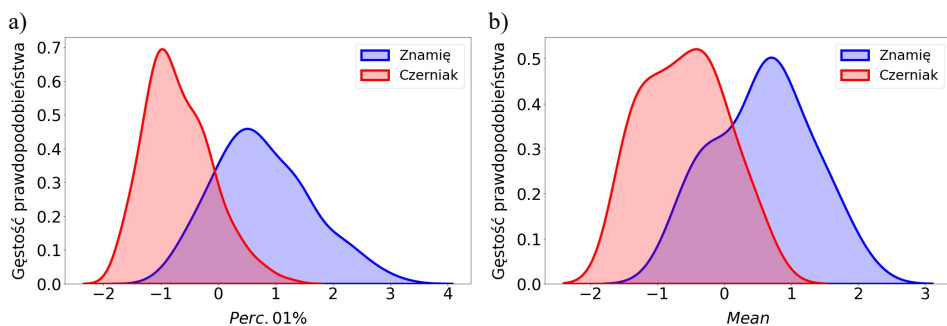 a)
Gęstość prawdopodobieństwa
0.7
0.6
0.5
0.4
0.3
0.2
0.1
0.0
−2 −1 0 1 2 3 4
Perc. 01%
Znamię
Czerniak
b)
Gęstość prawdopodobieństwa
0.5
0.4
0.3
0.2
0.1
0.0
−2 −1 0 1 2 3
Mean
Znamię
Czerniak